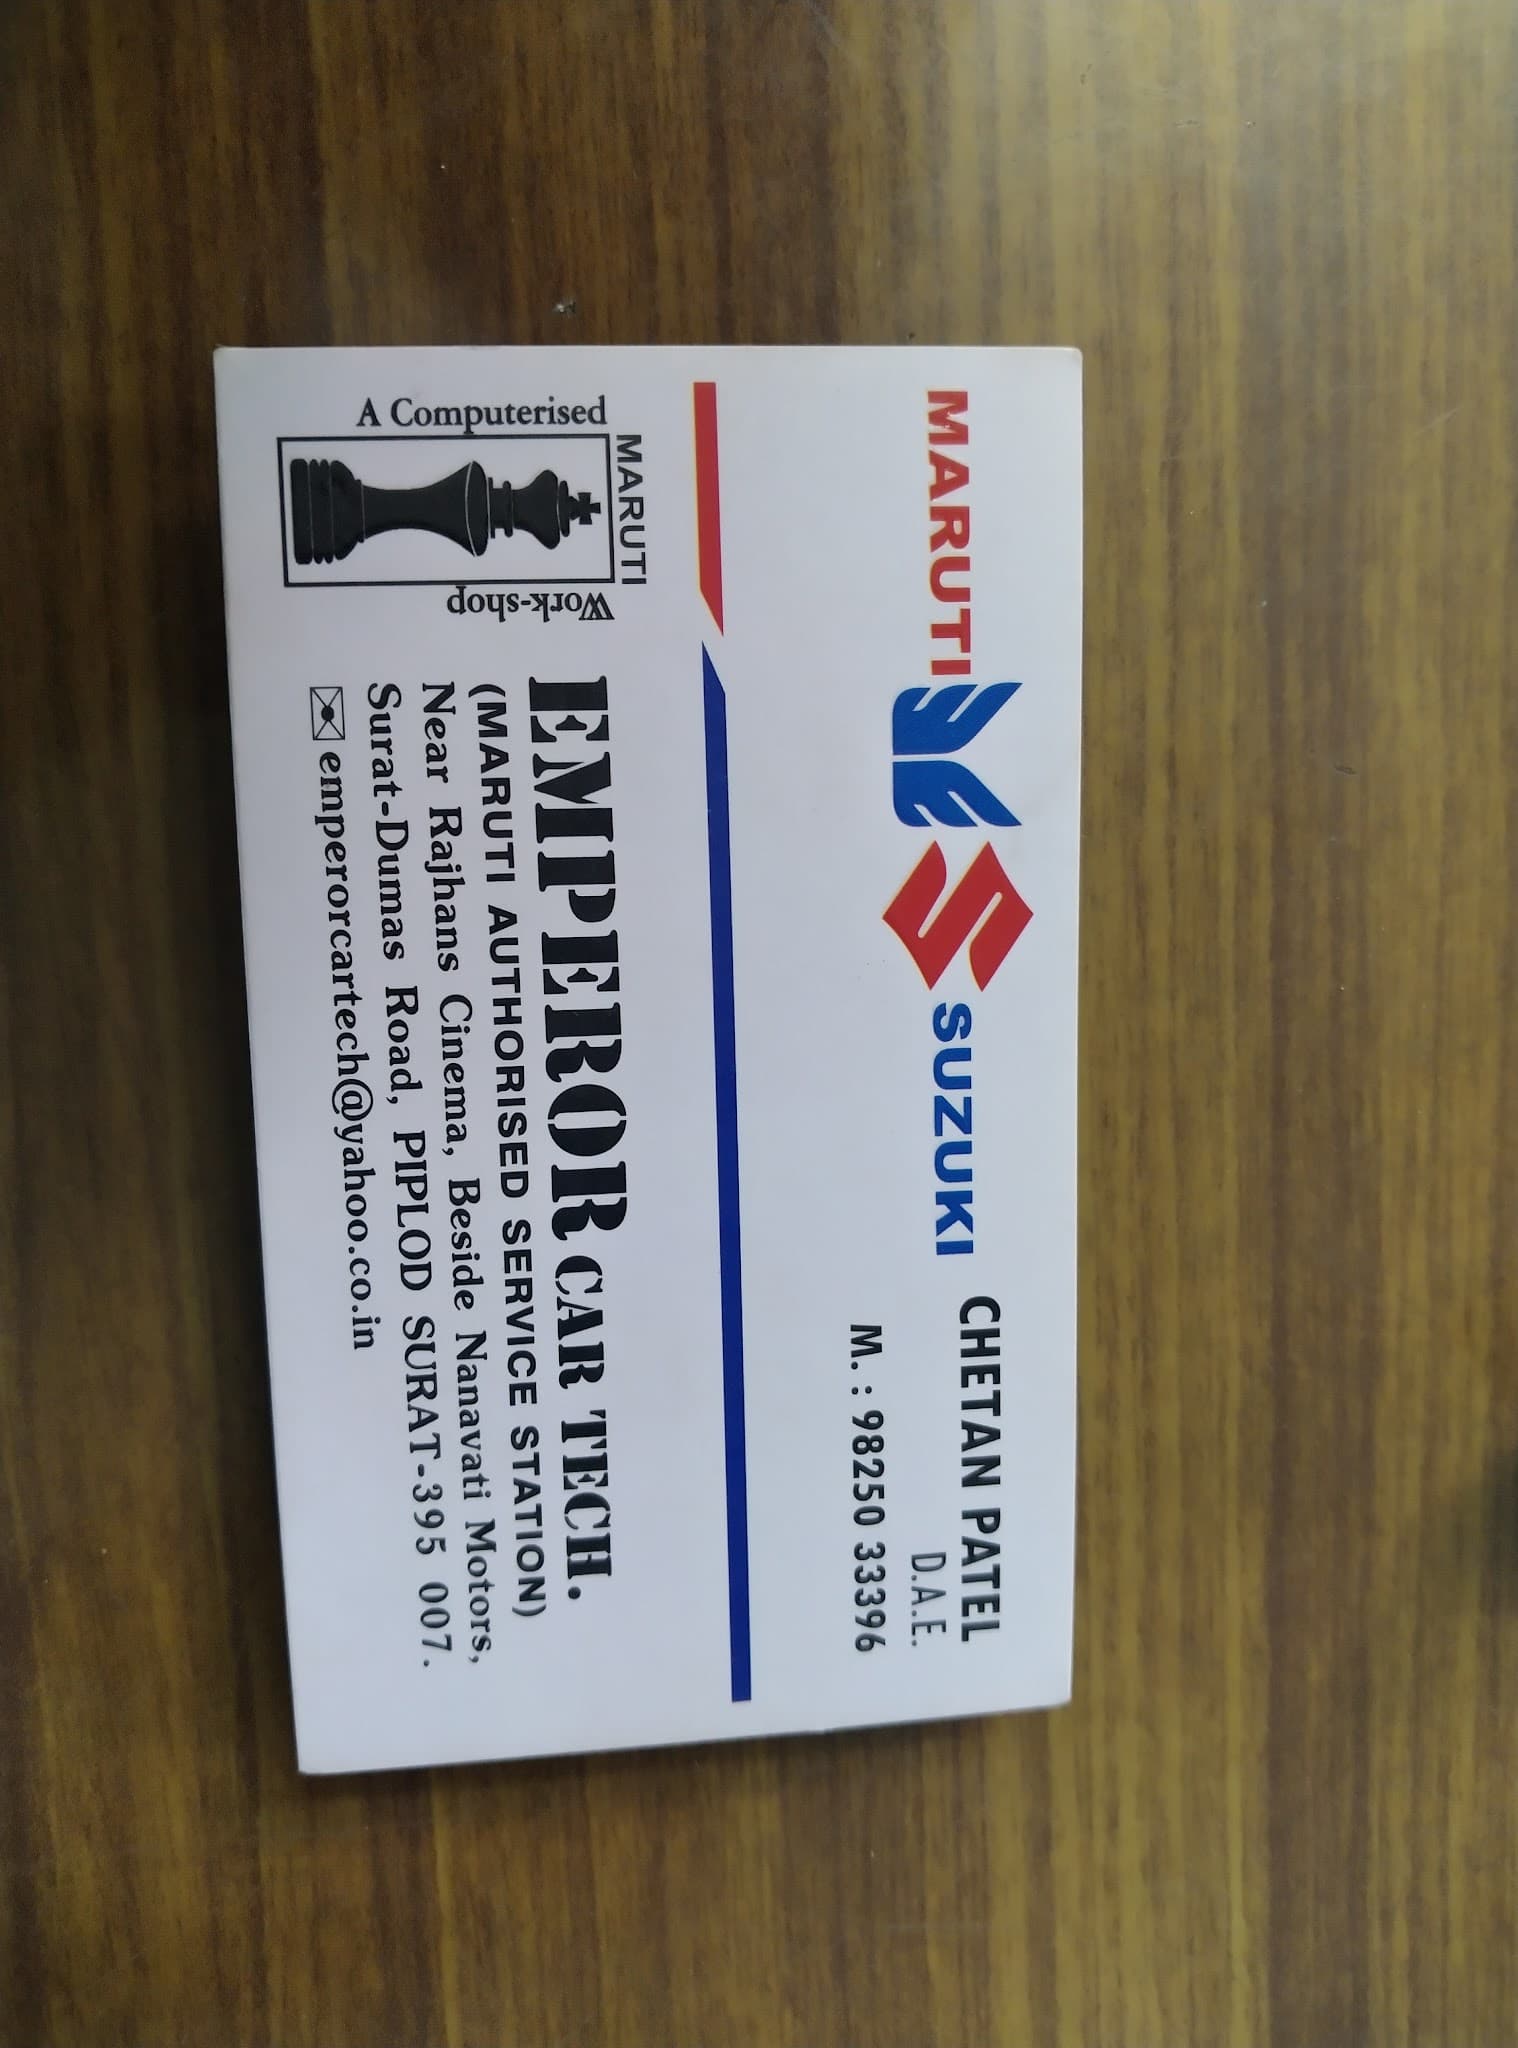 MARUTI SUZUKI
CHETAN PATEL
D.A.E.
M. : 98250 33396
MARUTI
A Computerised
Work-shop
EMPEROR CAR TECH.
(MARUTI AUTHORISED SERVICE STATION)
Near Rajhans Cinema, Beside Nanavati Motors,
Surat-Dumas Road, PIPLOD SURAT-395 007.
emperorcartech@yahoo.co.in